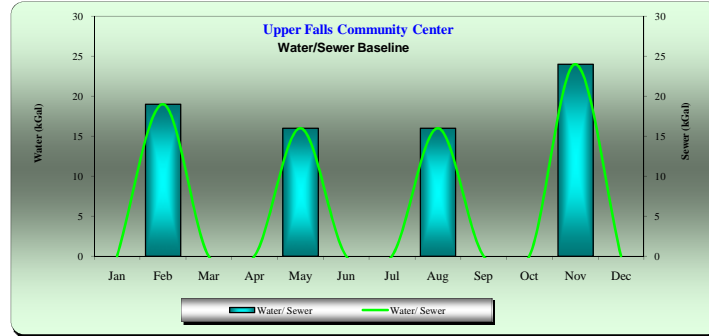 Upper Falls Community Center
Water/Sewer Baseline
30
25
20
15
10
5
0
Water (kGal)
30
25
20
15
10
5
0
Sewer (kGal)
Jan Feb Mar Apr May Jun Jul Aug Sep Oct Nov Dec
Water/ Sewer Water/ Sewer